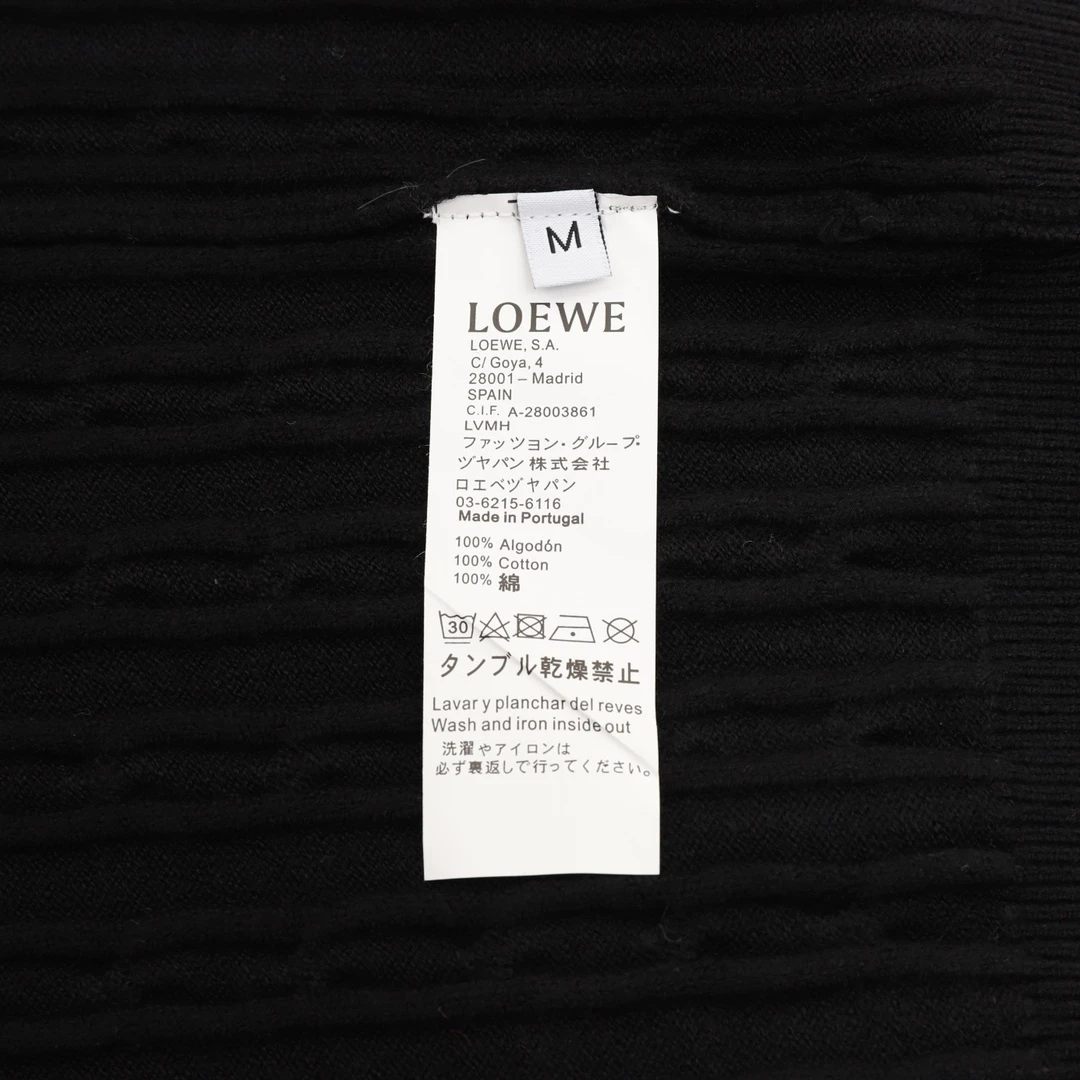 M
LOEWE
LOEWE, S.A.
C/ Goya, 4
28001 – Madrid
SPAIN
C.I.F. A-28003861
LVMH
ファッツョン・グループ・
ヅヤパン 株式会社
ロエベヅヤパン
03-6215-6116
Made in Portugal
100% Algodón
100% Cotton
100% 綿
30
タンブル乾燥禁止
Lavar y planchar del reves
Wash and iron inside out
洗濯やアイロンは
必ず裏返しで行ってください。